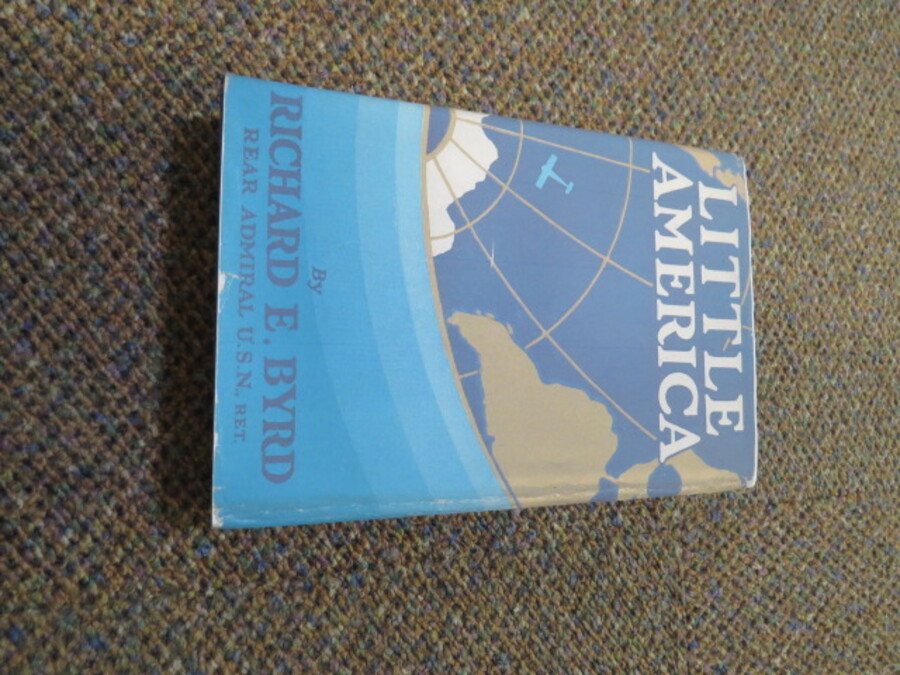 LITTLE
AMERICA
By
RICHARD E. BYRD
REAR ADMIRAL U.S.N., RET.